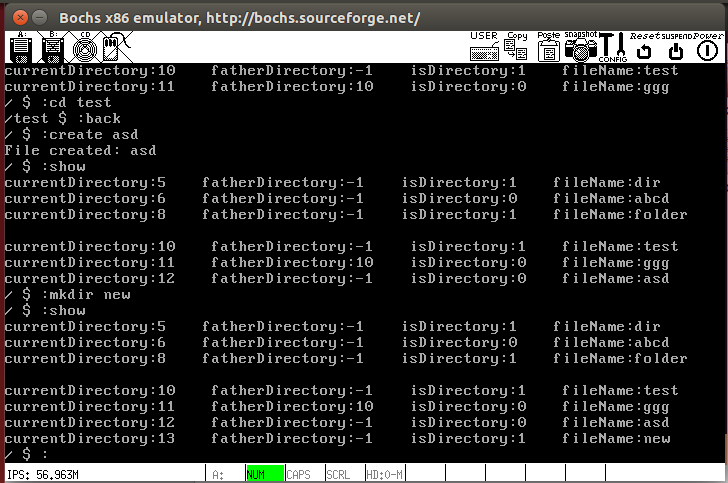 Bochs x86 emulator, http://bochs.sourceforge.net/
A: B: CD USER Copy Paste snapshot CONFIG Reset SUSPEND Power
currentDirectory:10 fatherDirectory:-1 isDirectory:1 fileName:test
currentDirectory:11 fatherDirectory:10 isDirectory:0 fileName:ggg
/ $ :cd test
/test $ :back
/ $ :create asd
File created: asd
/ $ :show
currentDirectory:5 fatherDirectory:-1 isDirectory:1 fileName:dir
currentDirectory:6 fatherDirectory:-1 isDirectory:0 fileName:abcd
currentDirectory:8 fatherDirectory:-1 isDirectory:1 fileName:folder
currentDirectory:10 fatherDirectory:-1 isDirectory:1 fileName:test
currentDirectory:11 fatherDirectory:10 isDirectory:0 fileName:ggg
currentDirectory:12 fatherDirectory:-1 isDirectory:0 fileName:asd
/ $ :mkdir new
/ $ :show
currentDirectory:5 fatherDirectory:-1 isDirectory:1 fileName:dir
currentDirectory:6 fatherDirectory:-1 isDirectory:0 fileName:abcd
currentDirectory:8 fatherDirectory:-1 isDirectory:1 fileName:folder
currentDirectory:10 fatherDirectory:-1 isDirectory:1 fileName:test
currentDirectory:11 fatherDirectory:10 isDirectory:0 fileName:ggg
currentDirectory:12 fatherDirectory:-1 isDirectory:0 fileName:asd
currentDirectory:13 fatherDirectory:-1 isDirectory:1 fileName:new
/ $ :
IPS: 56.963M A: NUM CAPS SCRL HD:0-M